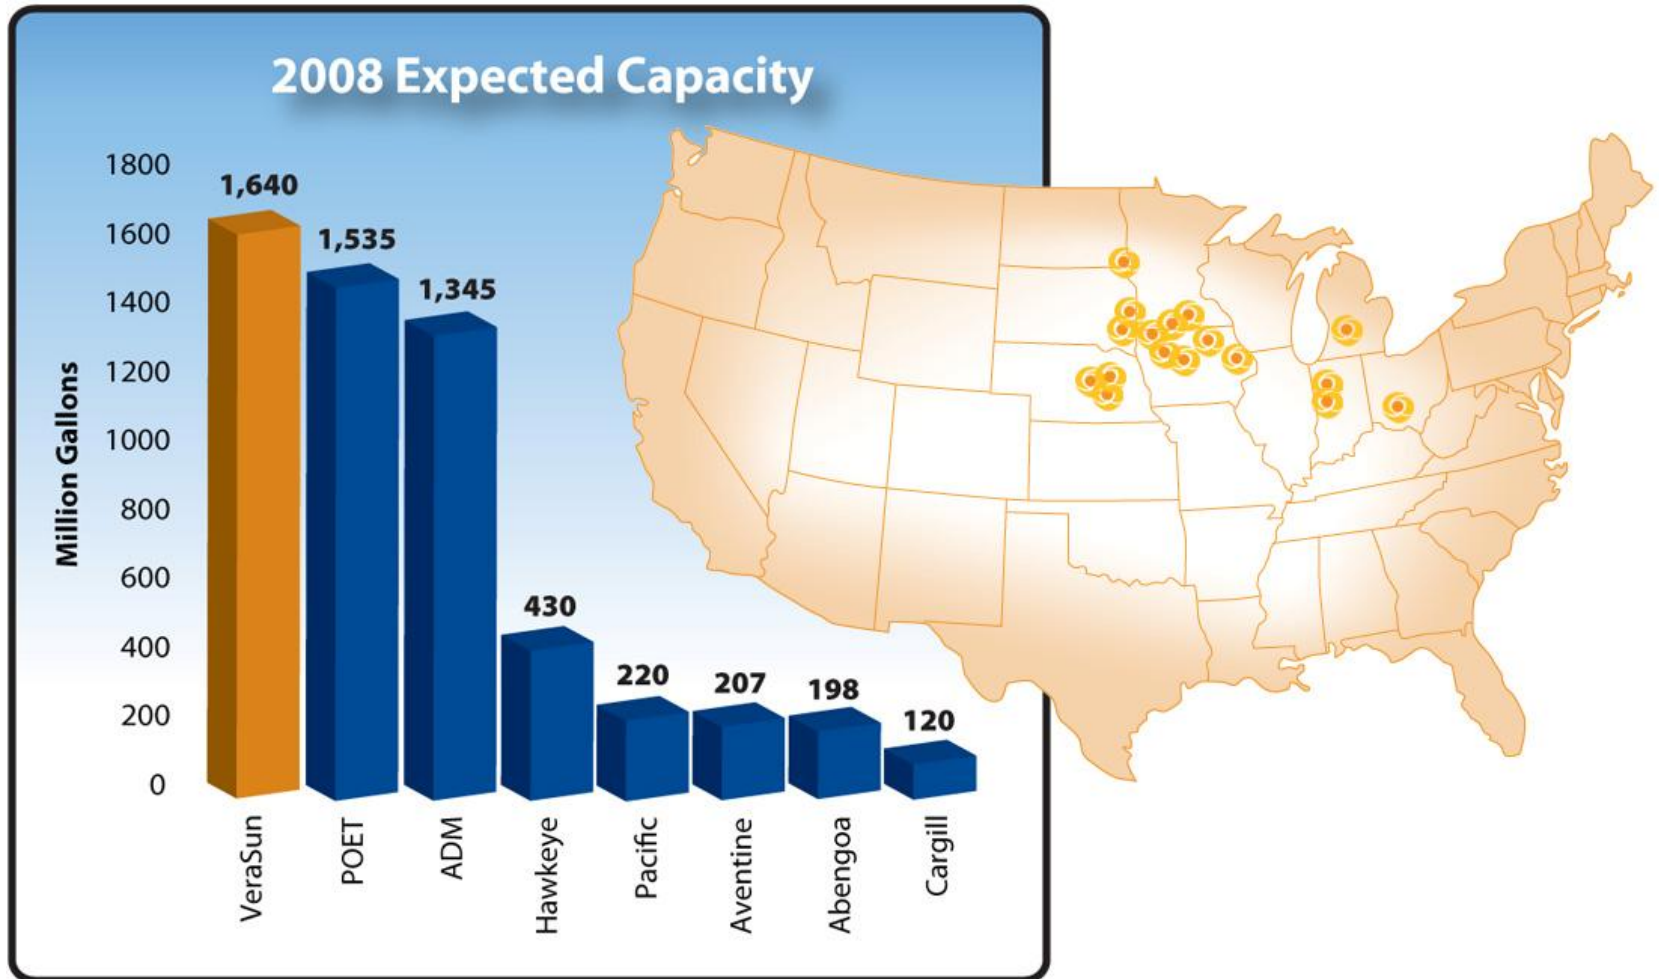 2008 Expected Capacity
Million Gallons
1800
1600
1400
1200
1000
800
600
400
200
0
1,640
1,535
1,345
430
220
207
198
120
VeraSun
POET
ADM
Hawkeye
Pacific
Aventine
Abengoa
Cargill